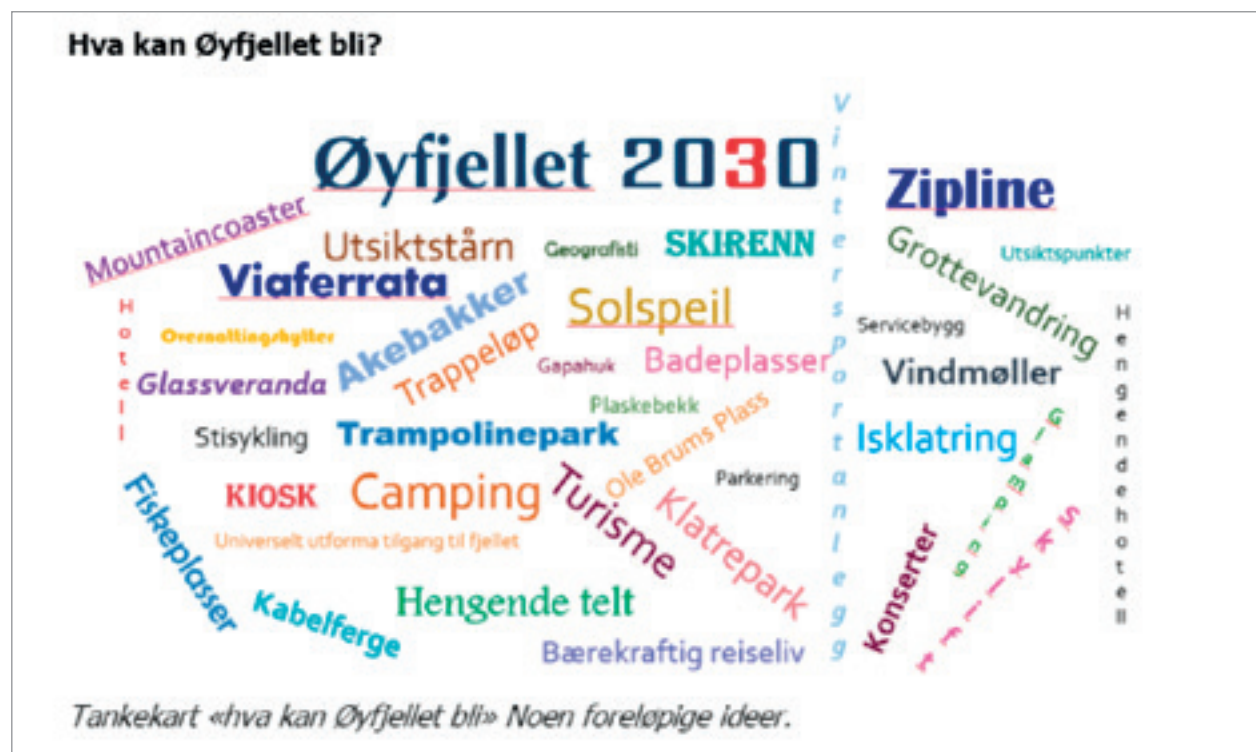 Hva kan Øyfjellet bli?
Øyfjellet 2030
Vintersportanlegg
Zipline
Mountaincoaster
Utsiktstårn
Geografisti
SKIRENN
Grottevandring
Utsiktspunkter
Viaferrata
Akebakker
Solspeil
Hotell
Overnattingshytter
Trappeløp
Servicebygg
Hengendehotell
Glassveranda
Gapahuk
Badeplasser
Vindmøller
Plaskebekk
Stisykling
Trampolinepark
Ole Brums Plass
Isklatring
Glamping
Fiskeplasser
KIOSK
Camping
Turisme
Klatrepark
Parkering
Skylift
Universelt utforma tilgang til fjellet
Konserter
Kabelferge
Hengende telt
Bærekraftig reiseliv
Tankekart «hva kan Øyfjellet bli» Noen foreløpige ideer.